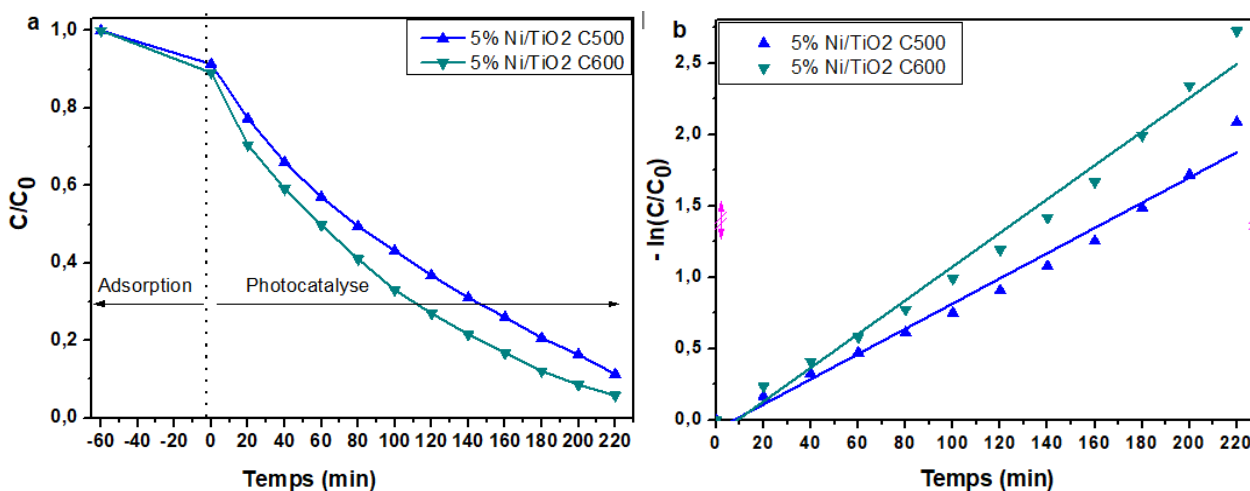 a
5% Ni/TiO2 C500
5% Ni/TiO2 C600
C/C0
1,0
0,8
0,6
0,4
0,2
0,0
Adsorption
Photocatalyse
-60 -40 -20 0 20 40 60 80 100 120 140 160 180 200 220
Temps (min)
b
5% Ni/TiO2 C500
5% Ni/TiO2 C600
- ln(C/C0)
2,5
2,0
1,5
1,0
0,5
0,0
0 20 40 60 80 100 120 140 160 180 200 220
Temps (min)